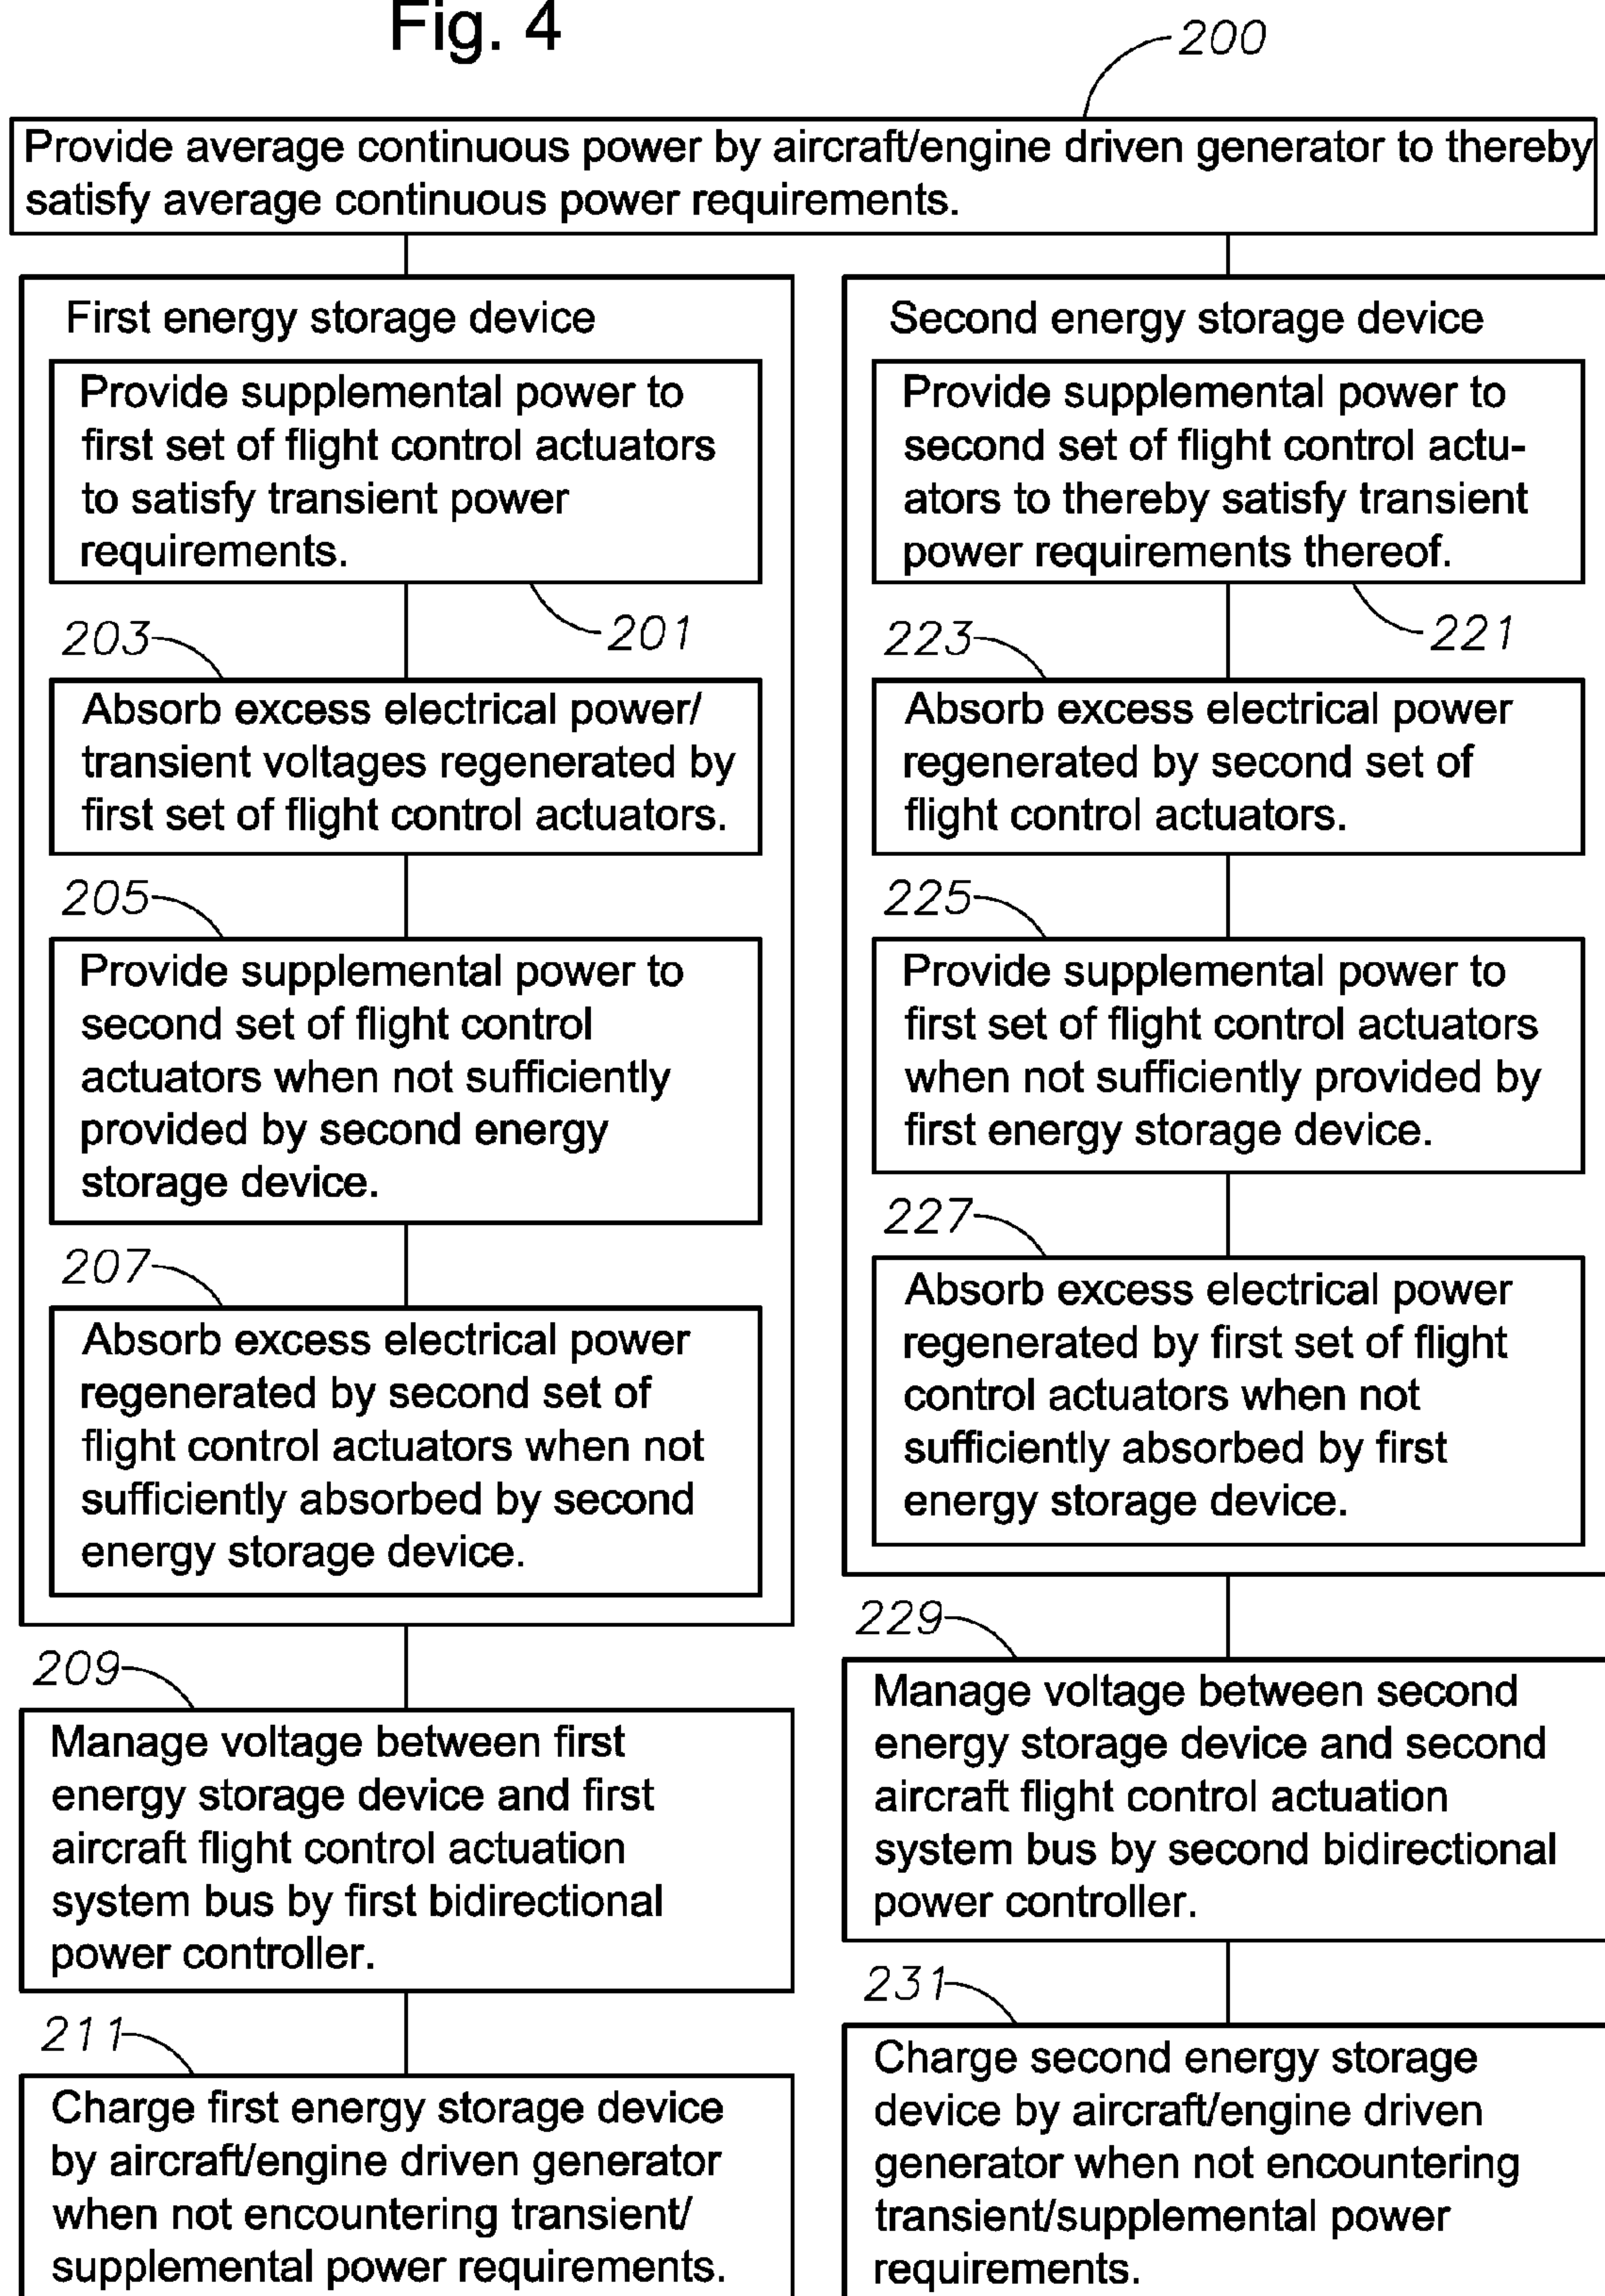 Fig. 4
200
Provide average continuous power by aircraft/engine driven generator to thereby
satisfy average continuous power requirements.
First energy storage device
Provide supplemental power to
first set of flight control actuators
to satisfy transient power
requirements.
201
203
Absorb excess electrical power/
transient voltages regenerated by
first set of flight control actuators.
205
Provide supplemental power to
second set of flight control
actuators when not sufficiently
provided by second energy
storage device.
207
Absorb excess electrical power
regenerated by second set of
flight control actuators when not
sufficiently absorbed by second
energy storage device.
209
Manage voltage between first
energy storage device and first
aircraft flight control actuation
system bus by first bidirectional
power controller.
211
Charge first energy storage device
by aircraft/engine driven generator
when not encountering transient/
supplemental power requirements.
Second energy storage device
Provide supplemental power to
second set of flight control actu-
ators to thereby satisfy transient
power requirements thereof.
221
223
Absorb excess electrical power
regenerated by second set of
flight control actuators.
225
Provide supplemental power to
first set of flight control actuators
when not sufficiently provided by
first energy storage device.
227
Absorb excess electrical power
regenerated by first set of flight
control actuators when not
sufficiently absorbed by first
energy storage device.
229
Manage voltage between second
energy storage device and second
aircraft flight control actuation
system bus by second bidirectional
power controller.
231
Charge second energy storage
device by aircraft/engine driven
generator when not encountering
transient/supplemental power
requirements.